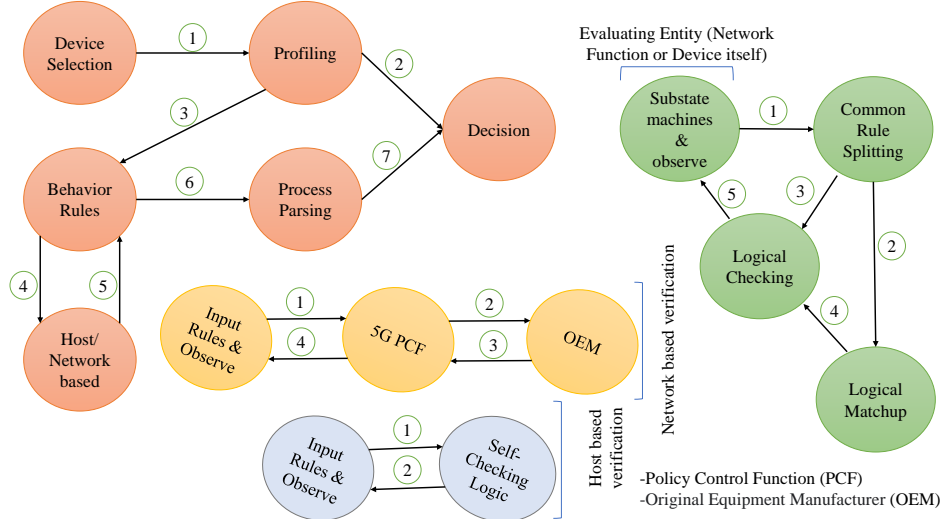 Device
Selection
1
Profiling
2
3
Decision
7
Behavior
Rules
6
Process
Parsing
4
5
Host/
Network
based
Input
Rules &
Observe
1
4
5G PCF
2
3
OEM
Network based verification
Input
Rules &
Observe
1
2
Self-
Checking
Logic
Host based
verification
Evaluating Entity (Network
Function or Device itself)
Substate
machines
&
observe
1
Common
Rule
Splitting
5
3
2
Logical
Checking
4
Logical
Matchup
-Policy Control Function (PCF)
-Original Equipment Manufacturer (OEM)